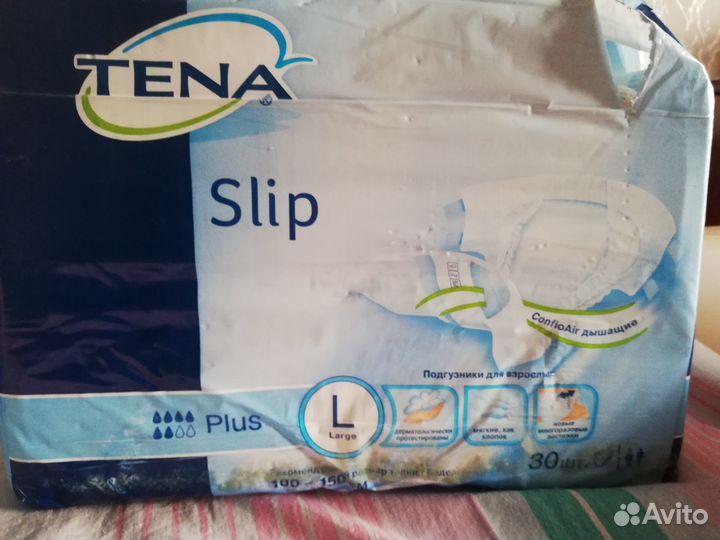 TENA
®
Slip
ConfioAir дышащие
Подгузники для взрослых
Plus
L
Large
дерматологически
протестированы
мягкие, как
хлопок
новые
многоразовые
застежки
30 шт.
Avito